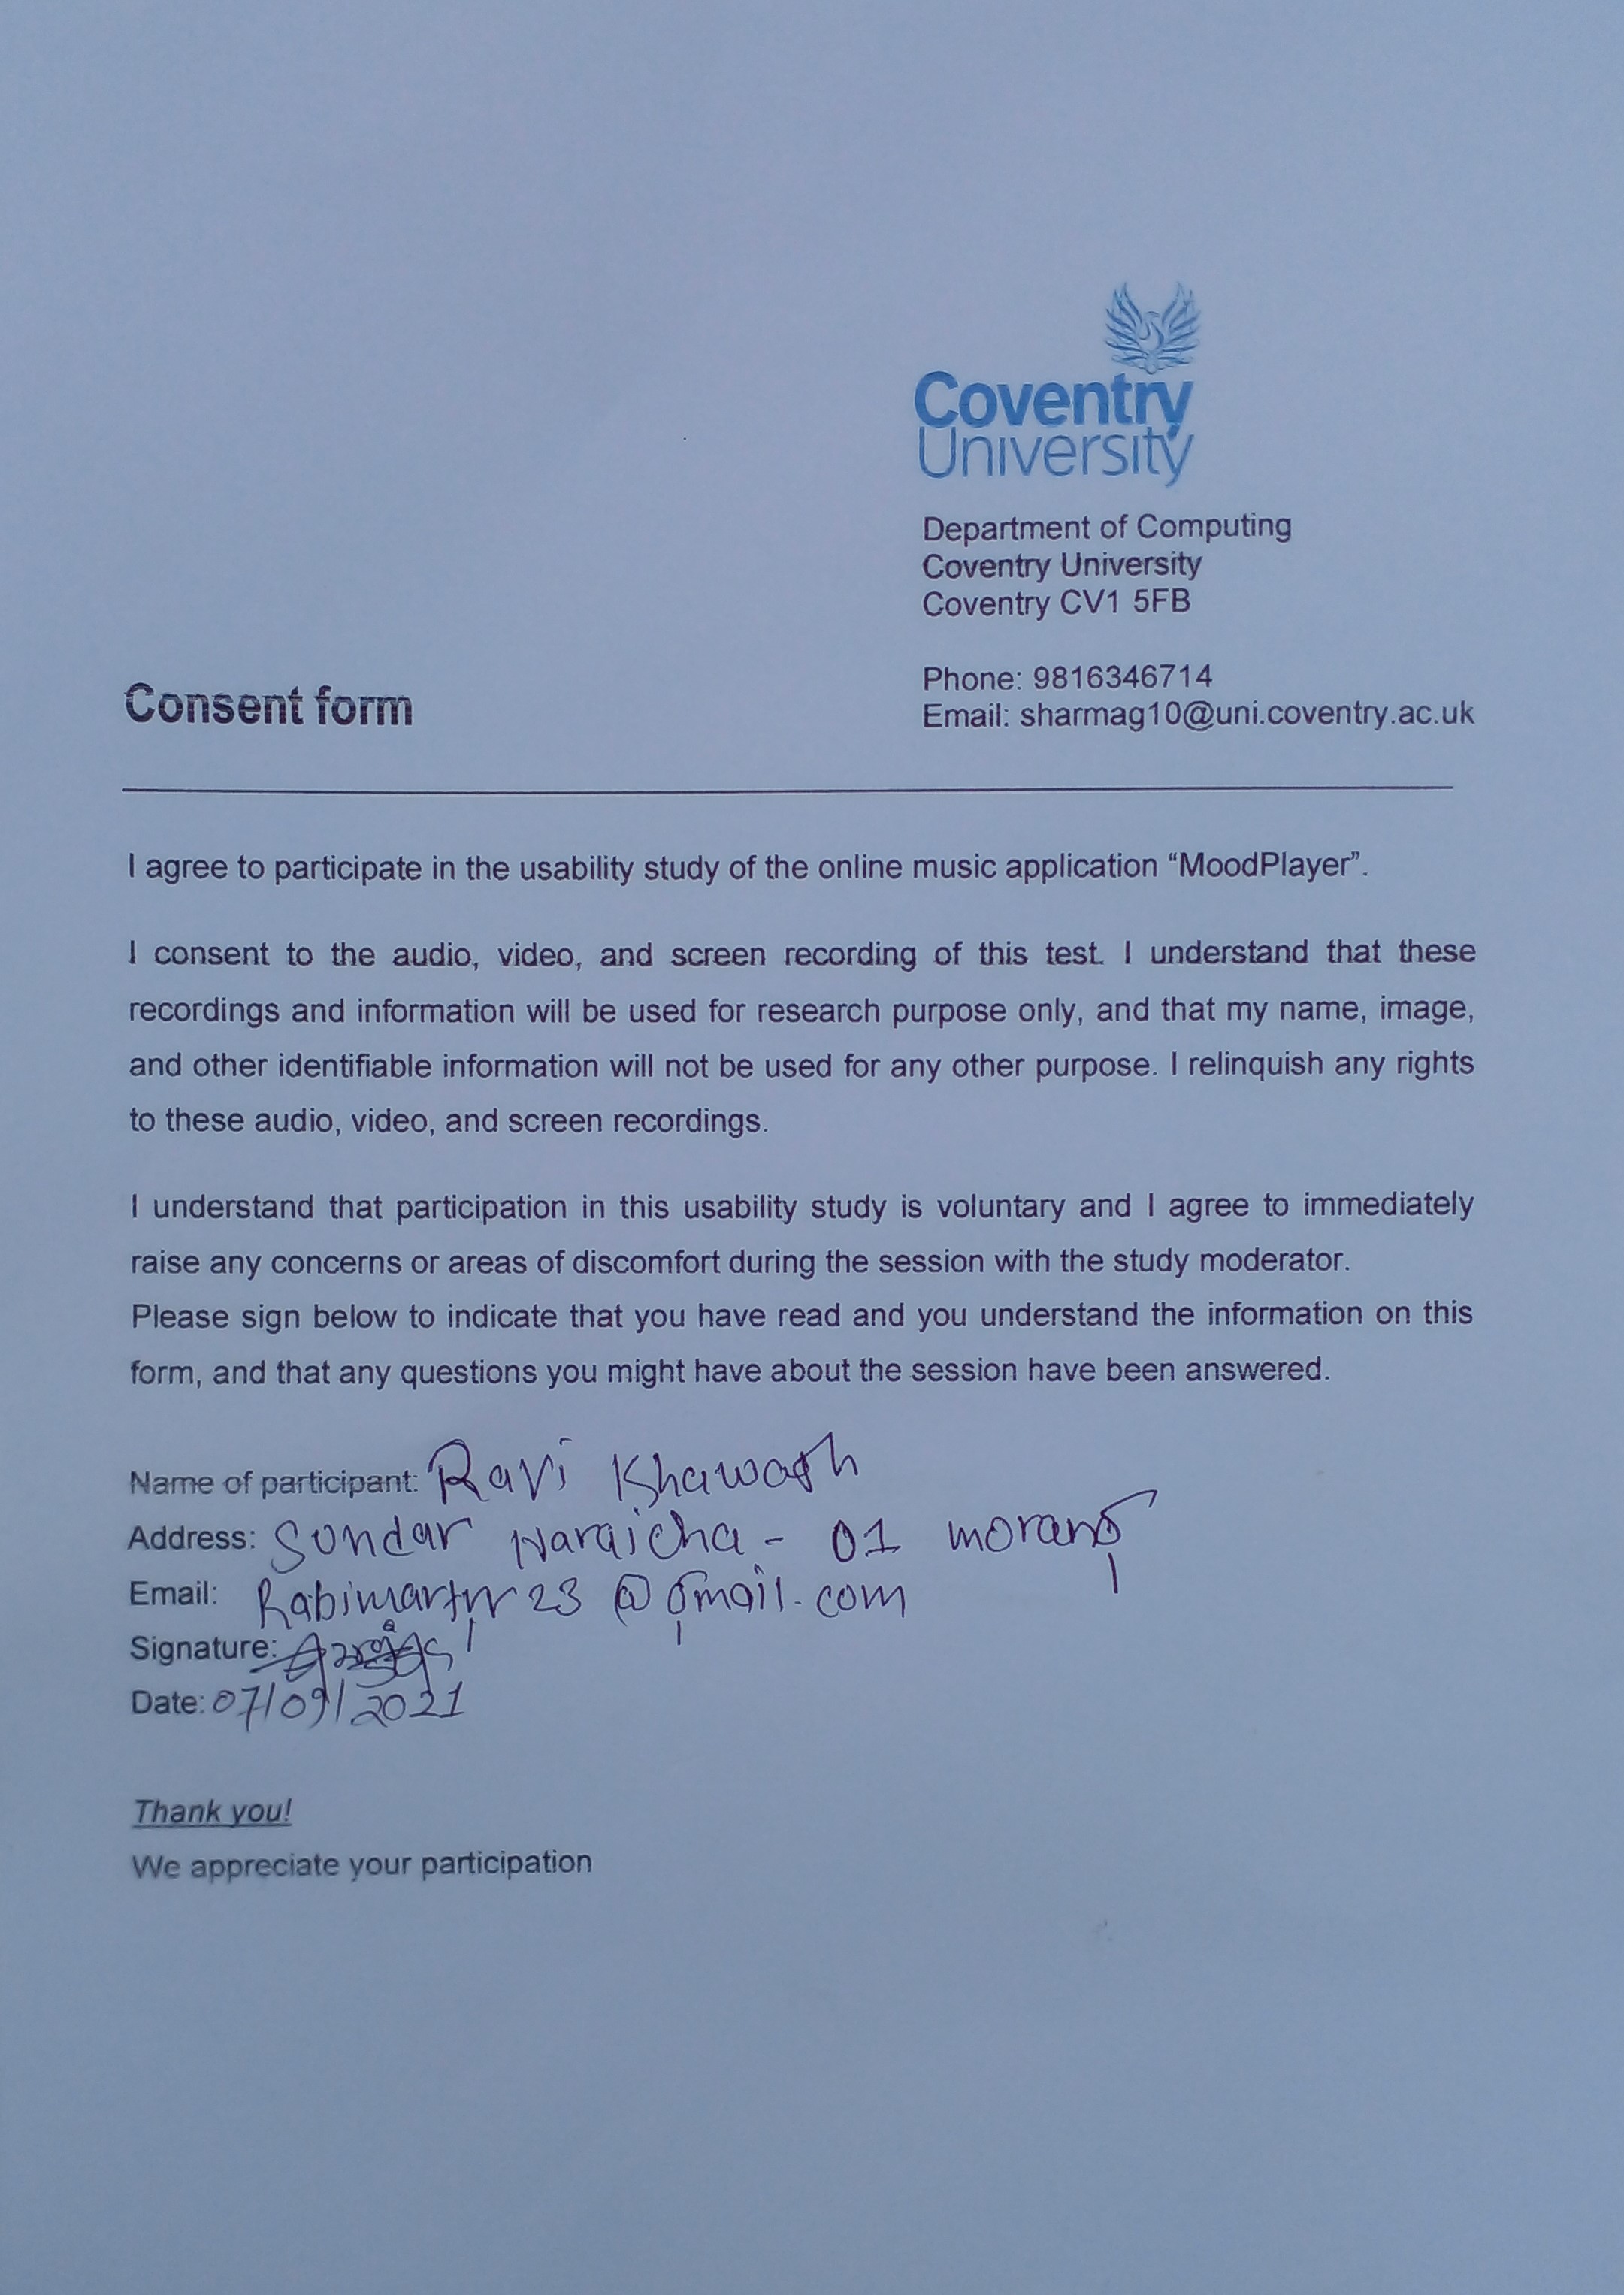 Coventry
University
Department of Computing
Coventry University
Coventry CV1 5FB
Phone: 9816346714
Email: sharmag10@uni.coventry.ac.uk
Consent form
I agree to participate in the usability study of the online music application “MoodPlayer”.
I consent to the audio, video, and screen recording of this test. I understand that these
recordings and information will be used for research purpose only, and that my name, image,
and other identifiable information will not be used for any other purpose. I relinquish any rights
to these audio, video, and screen recordings.
I understand that participation in this usability study is voluntary and I agree to immediately
raise any concerns or areas of discomfort during the session with the study moderator.
Please sign below to indicate that you have read and you understand the information on this
form, and that any questions you might have about the session have been answered.
Name of participant: Ravi Khawash
Address: Sundar Haraicha - 01 morang
Email:
Signature:
Date: 07/09/2021
Thank you!
We appreciate your participation